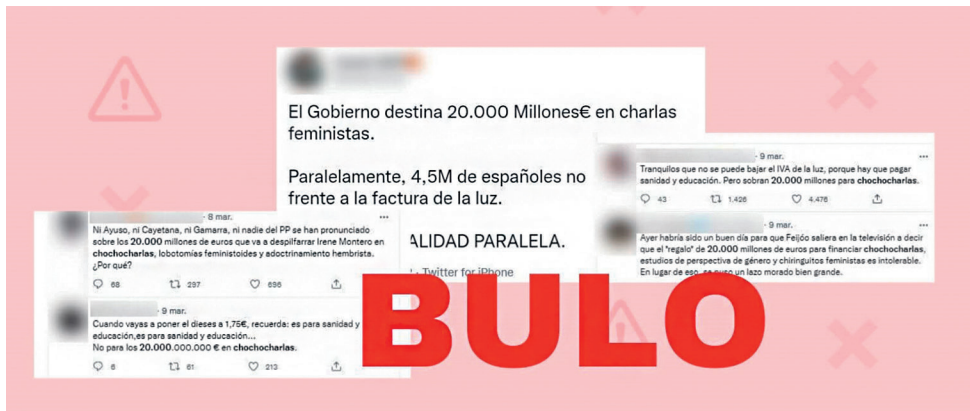 El Gobierno destina 20.000 Millones€ en charlas
feministas.
Paralelamente, 4,5M de españoles no
frente a la factura de la luz.
ALIDAD PARALELA.
Twitter for iPhone
· 8 mar.
Ni Ayuso, ni Cayetana, ni Gamarra, ni nadie del PP se han pronunciado
sobre los 20.000 millones de euros que va a despilfarrar Irene Montero en
chochocharlas, lobotomías feministoides y adoctrinamiento hembrista.
¿Por qué?
68 297 696
· 9 mar.
Cuando vayas a poner el dieses a 1,75€, recuerda: es para sanidad y
educación,es para sanidad y educación...
No para los 20.000.000.000 € en chochocharlas.
6 61 213
· 9 mar.
Tranquilos que no se puede bajar el IVA de la luz, porque hay que pagar
sanidad y educación. Pero sobran 20.000 millones para chochocharlas.
43 1.426 4.476
· 9 mar.
Ayer habría sido un buen día para que Feijóo saliera en la televisión a decir
que el "regalo" de 20.000 millones de euros para financiar chochocharlas,
estudios de perspectiva de género y chiringuitos feministas es intolerable.
En lugar de eso, se puso un lazo morado bien grande.
BULO